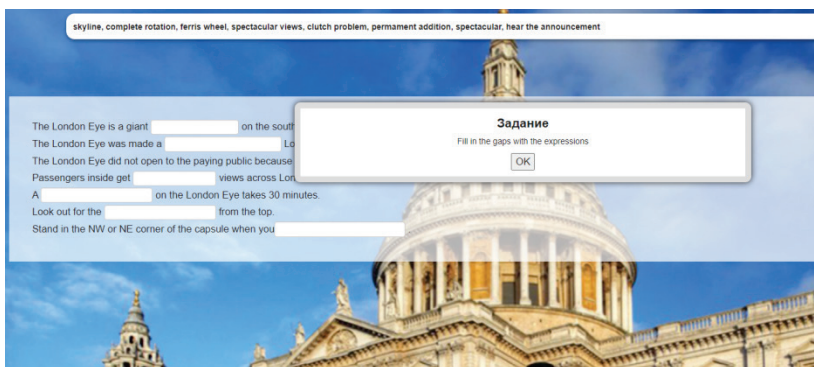 skyline, complete rotation, ferris wheel, spectacular views, clutch problem, permament addition, spectacular, hear the announcement
Задание
Fill in the gaps with the expressions
OK
The London Eye is a giant on the south
The London Eye was made a Lo
The London Eye did not open to the paying public because
Passengers inside get views across Lon
A on the London Eye takes 30 minutes.
Look out for the from the top.
Stand in the NW or NE corner of the capsule when you